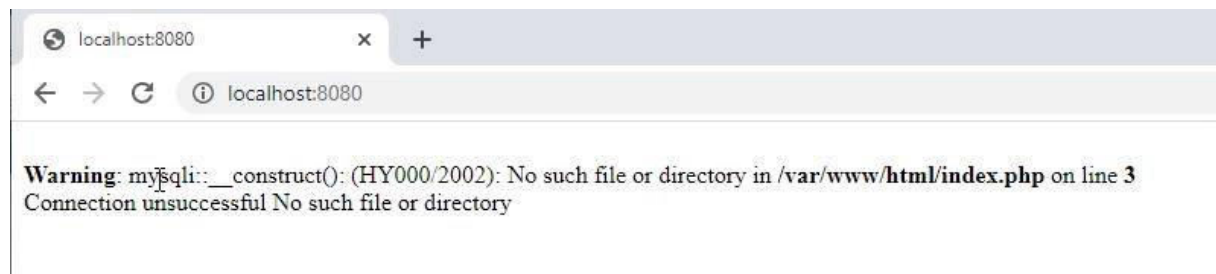 localhost:8080
localhost:8080
Warning: mysqli::__construct(): (HY000/2002): No such file or directory in /var/www/html/index.php on line 3
Connection unsuccessful No such file or directory